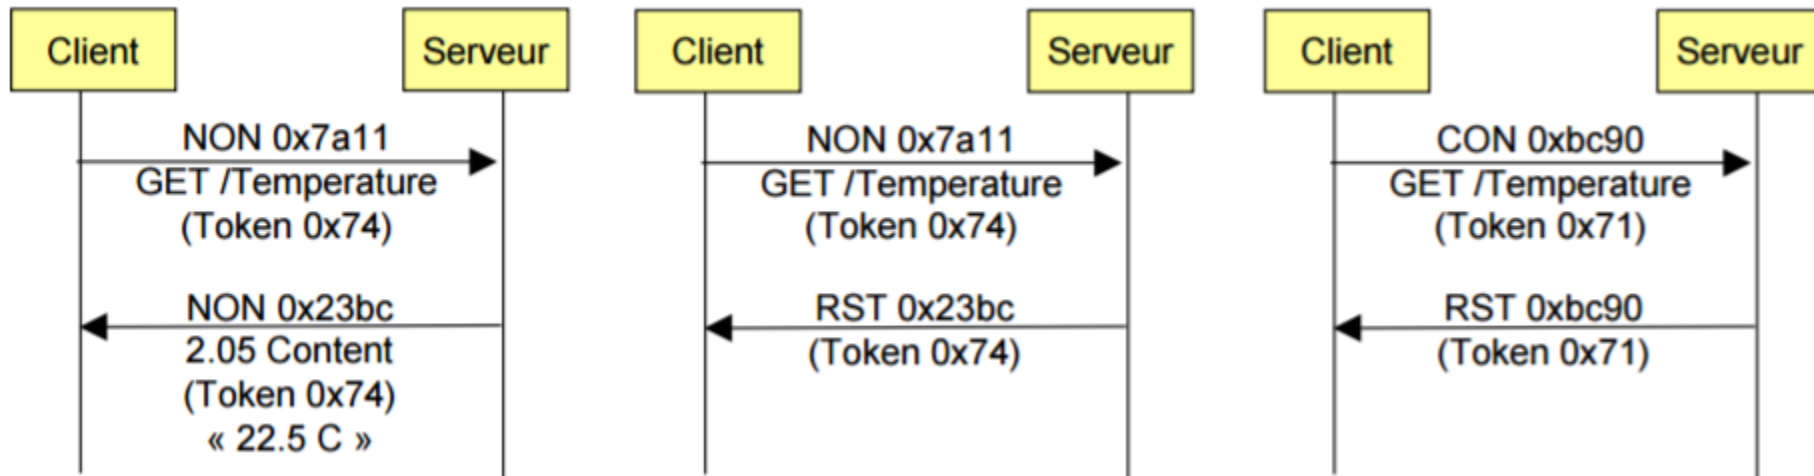 Client
Serveur
NON 0x7a11
GET /Temperature
(Token 0x74)
NON 0x23bc
2.05 Content
(Token 0x74)
« 22.5 C »
Client
Serveur
NON 0x7a11
GET /Temperature
(Token 0x74)
RST 0x23bc
(Token 0x74)
Client
Serveur
CON 0xbc90
GET /Temperature
(Token 0x71)
RST 0xbc90
(Token 0x71)